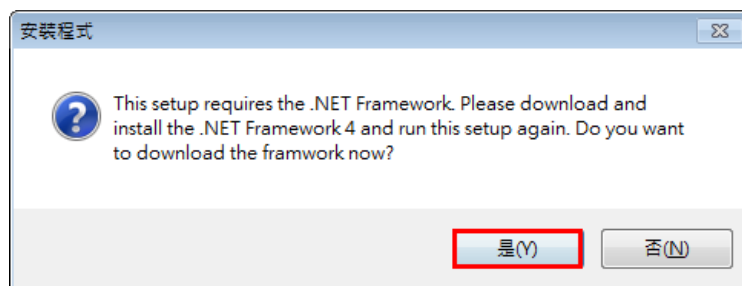 安裝程式
This setup requires the .NET Framework. Please download and
install the .NET Framework 4 and run this setup again. Do you want
to download the framwork now?
是(Y)
否(N)